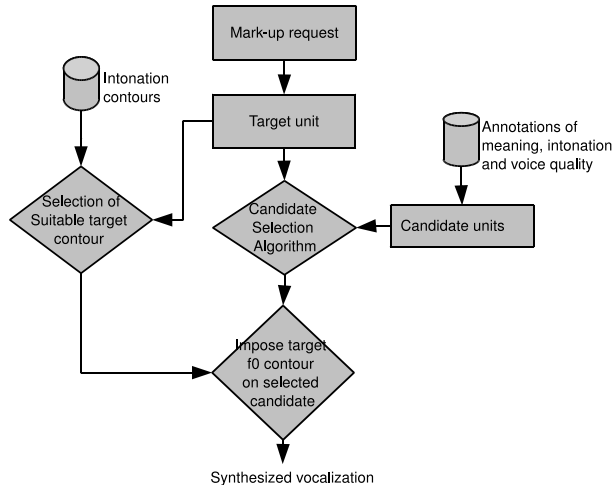 Mark-up request
Intonation
contours
Target unit
Annotations of
meaning, intonation
and voice quality
Selection of
Suitable target
contour
Candidate
Selection
Algorithm
Candidate units
Impose target
f0 contour
on selected
candidate
Synthesized vocalization